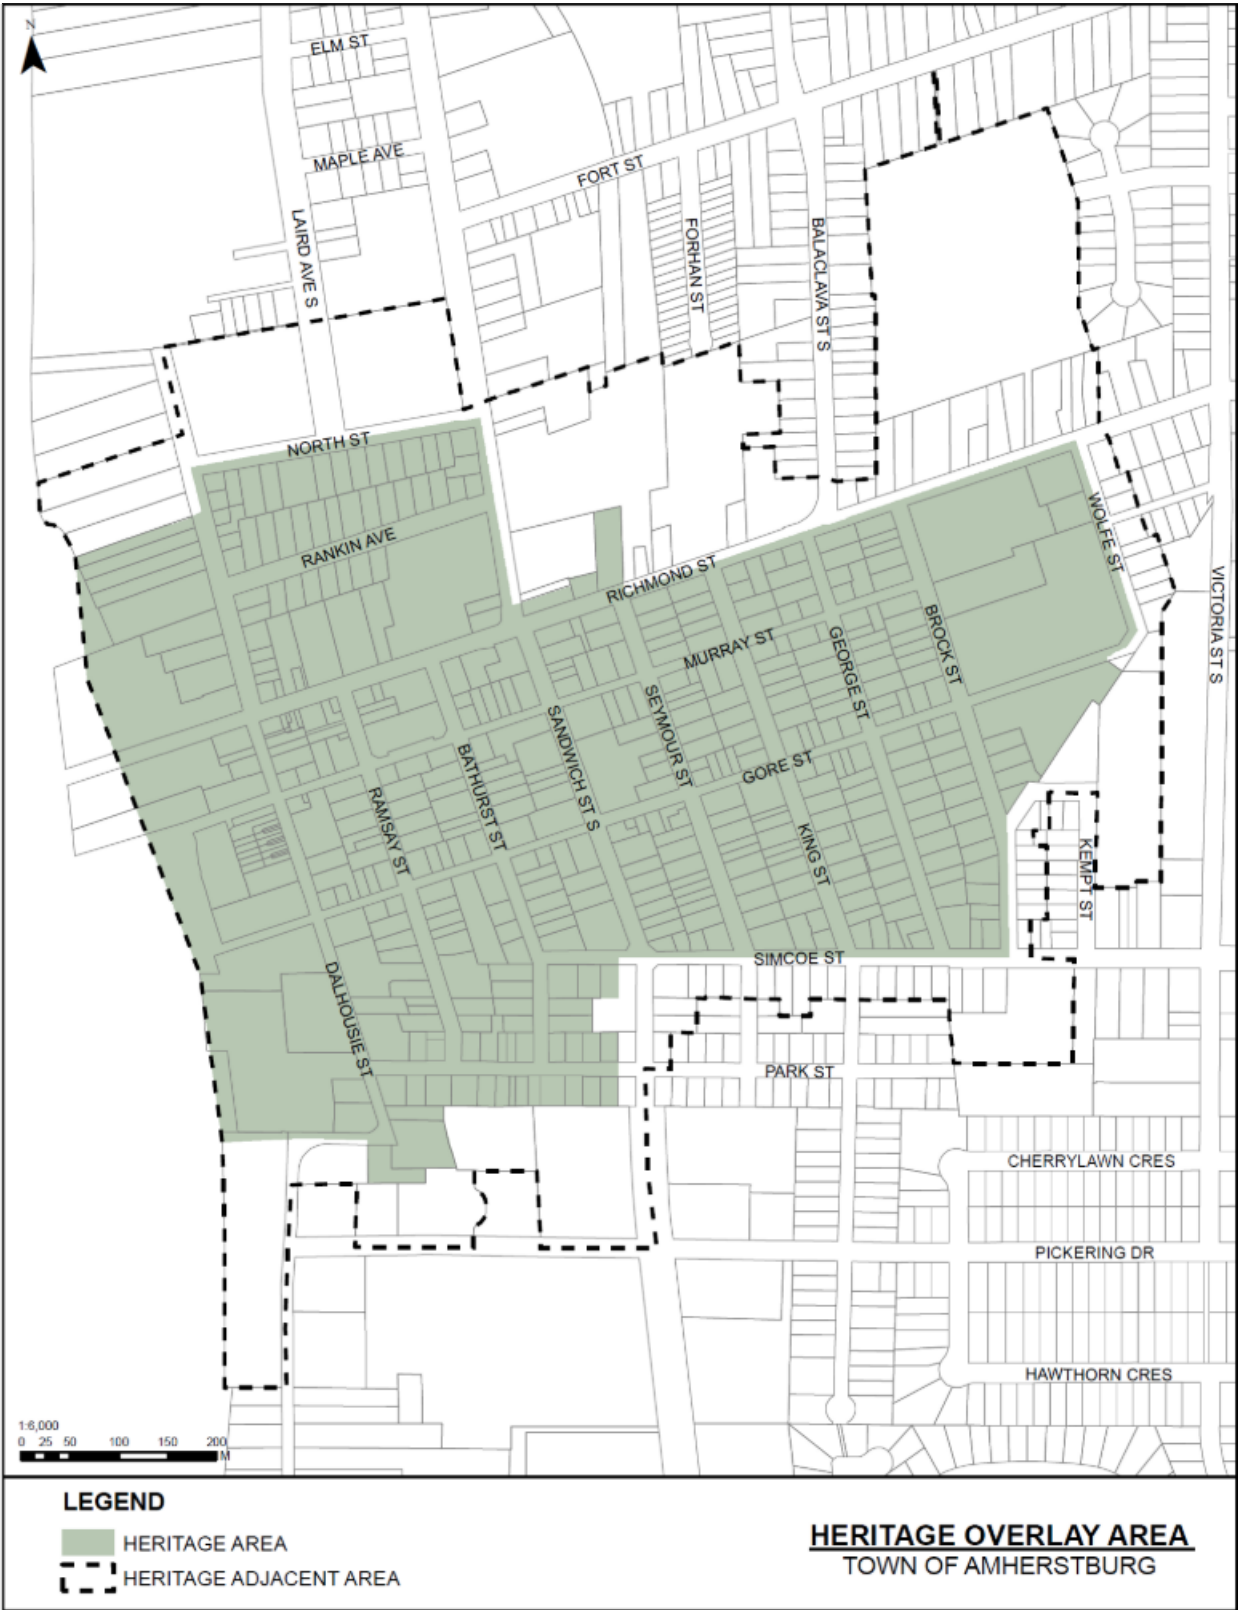 N
ELM ST
MAPLE AVE
FORT ST
LAIRD AVE S
FORHAN ST
BALACLAVA ST S
NORTH ST
RANKIN AVE
RICHMOND ST
WOLFE ST
VICTORIA ST S
MURRAY ST
GEORGE ST
BROCK ST
SEYMOUR ST
SANDWICH ST S
BATHURST ST
GORE ST
RAMSAY ST
KING ST
KEMPT ST
SIMCOE ST
DALHOUSIE ST
PARK ST
CHERRYLAWN CRES
PICKERING DR
HAWTHORN CRES
1:6,000
0 25 50 100 150 200
M
LEGEND
HERITAGE AREA
HERITAGE ADJACENT AREA
HERITAGE OVERLAY AREA
TOWN OF AMHERSTBURG